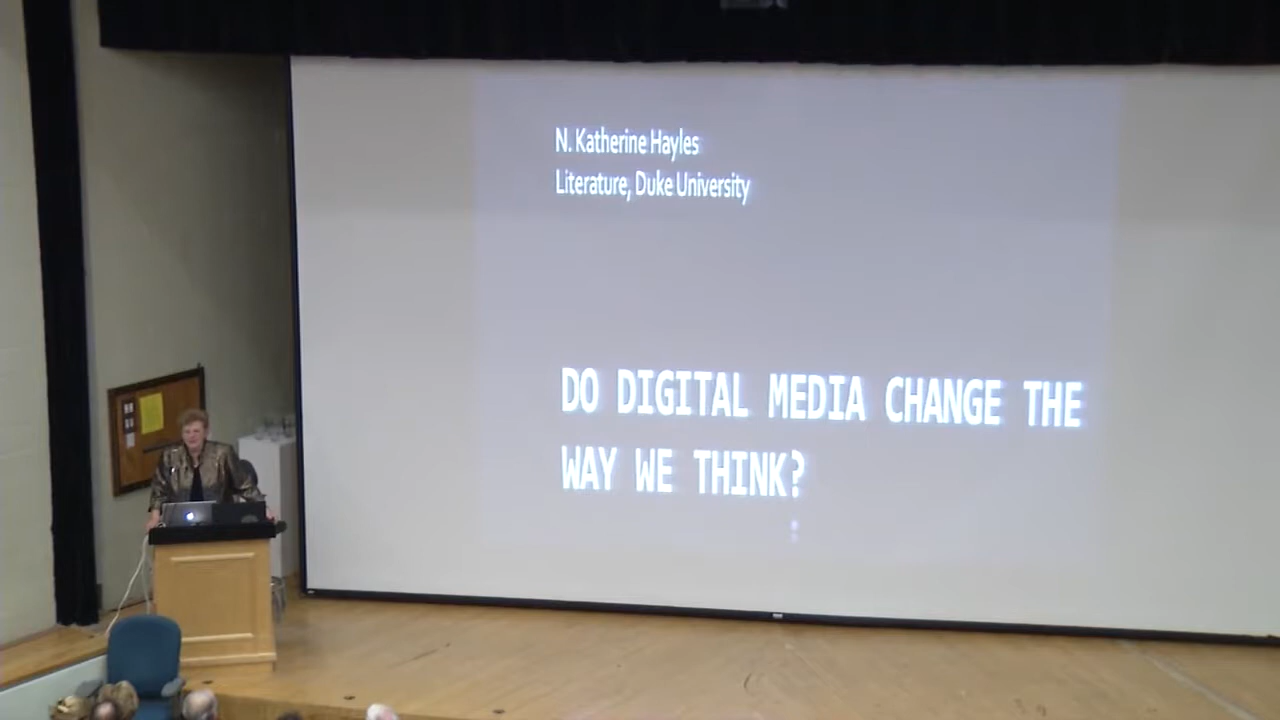 N. Katherine Hayles
Literature, Duke University
DO DIGITAL MEDIA CHANGE THE
WAY WE THINK?